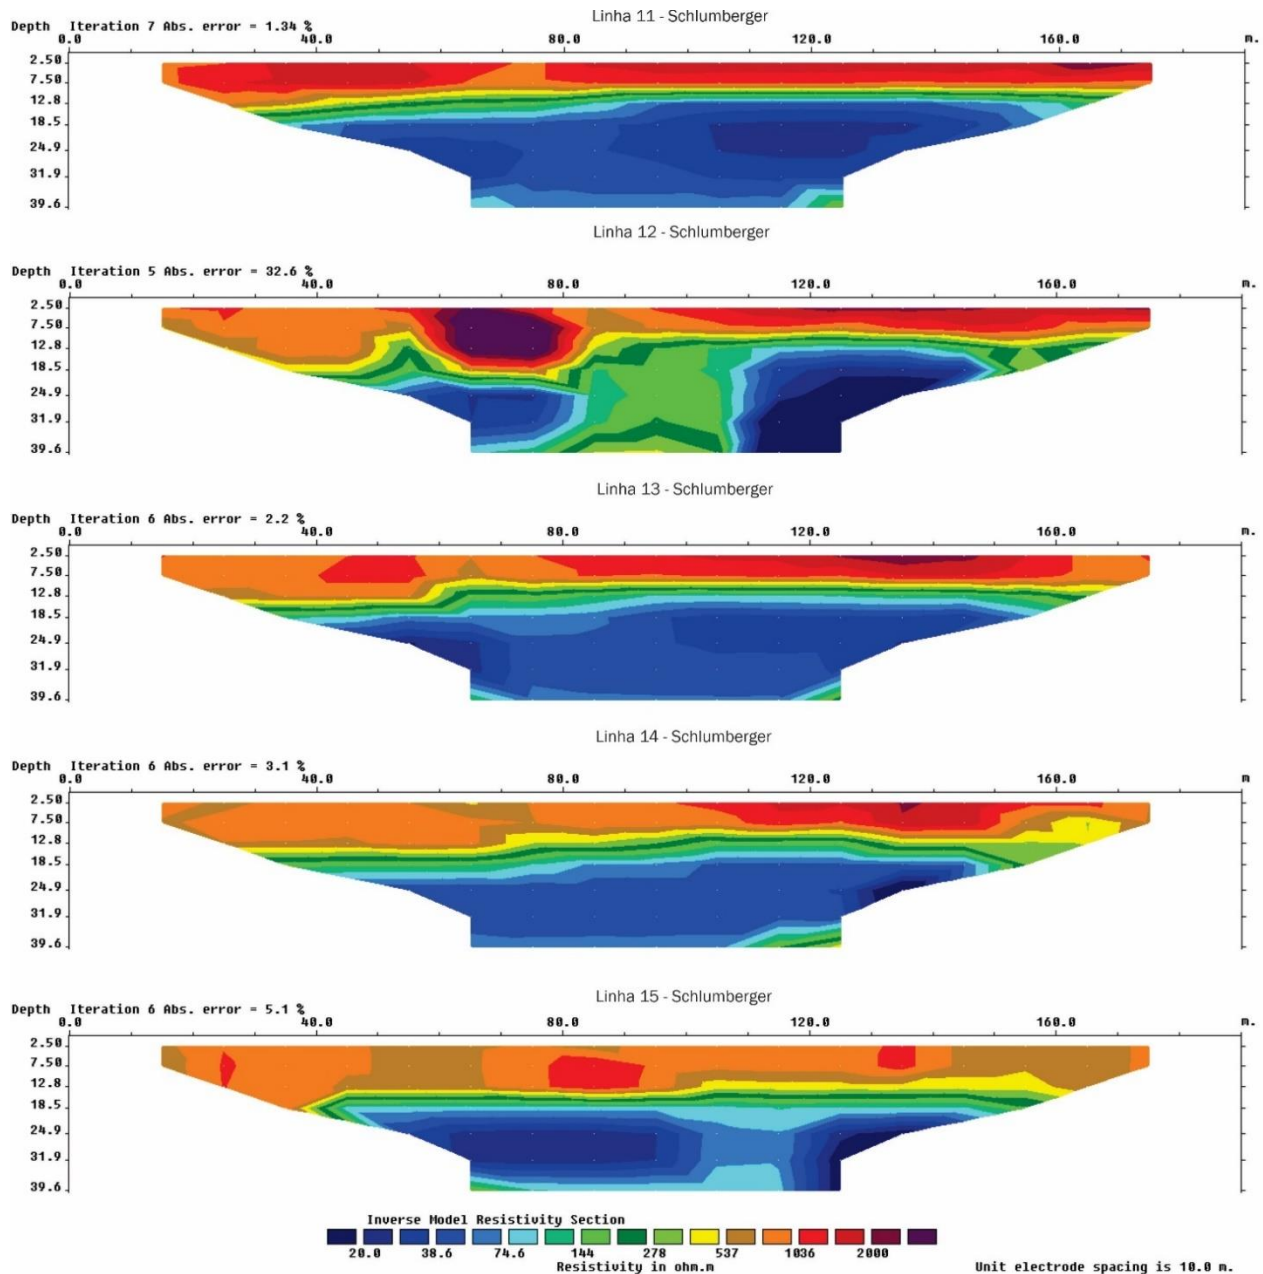 Linha 11 - Schlumberger
Depth Iteration 7 Abs. error = 1.34 %
0.0 40.0 80.0 120.0 160.0 m.
2.50
7.50
12.8
18.5
24.9
31.9
39.6
Linha 12 - Schlumberger
Depth Iteration 5 Abs. error = 32.6 %
0.0 40.0 80.0 120.0 160.0 m.
2.50
7.50
12.8
18.5
24.9
31.9
39.6
Linha 13 - Schlumberger
Depth Iteration 6 Abs. error = 2.2 %
0.0 40.0 80.0 120.0 160.0 m.
2.50
7.50
12.8
18.5
24.9
31.9
39.6
Linha 14 - Schlumberger
Depth Iteration 6 Abs. error = 3.1 %
0.0 40.0 80.0 120.0 160.0 m
2.50
7.50
12.8
18.5
24.9
31.9
39.6
Linha 15 - Schlumberger
Depth Iteration 6 Abs. error = 5.1 %
0.0 40.0 80.0 120.0 160.0 m.
2.50
7.50
12.8
18.5
24.9
31.9
39.6
Inverse Model Resistivity Section
20.0 38.6 74.6 144 278 537 1036 2000
Resistivity in ohm.m Unit electrode spacing is 10.0 m.